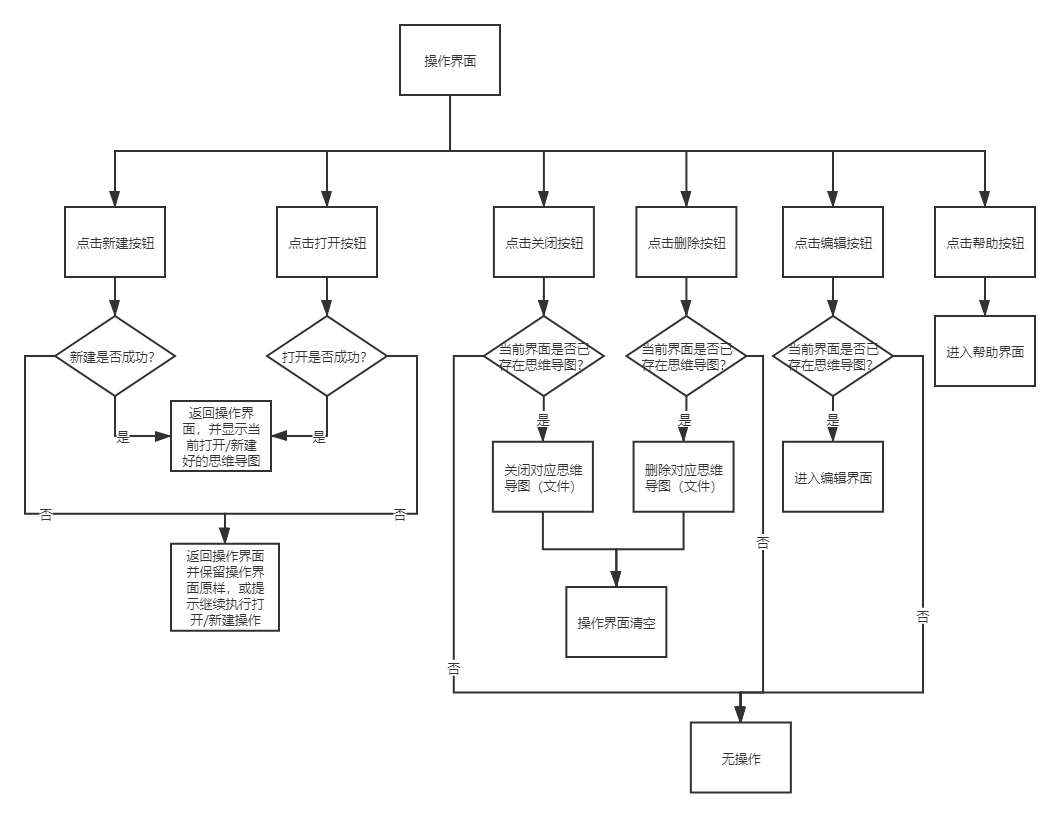 操作界面
点击新建按钮
点击打开按钮
点击关闭按钮
点击删除按钮
点击编辑按钮
点击帮助按钮
新建是否成功？
打开是否成功？
当前界面是否已
存在思维导图？
当前界面是否已
存在思维导图？
当前界面是否已
存在思维导图？
进入帮助界面
是
返回操作界
面，并显示当
前打开/新建
好的思维导图
是
是
是
是
关闭对应思维
导图（文件）
删除对应思维
导图（文件）
进入编辑界面
否
否
否
返回操作界面
并保留操作界
面原样，或提
示继续执行打
开/新建操作
操作界面清空
否
否
无操作